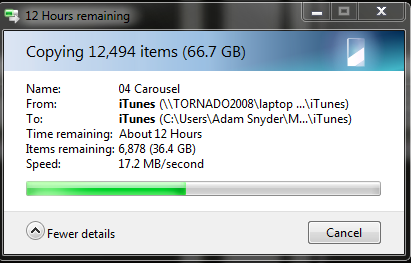 12 Hours remaining
Copying 12,494 items (66.7 GB)
Name: 04 Carousel
From: iTunes (\\TORNADO2008\laptop ...\iTunes)
To: iTunes (C:\Users\Adam Snyder\M...\iTunes)
Time remaining: About 12 Hours
Items remaining: 6,878 (36.4 GB)
Speed: 17.2 MB/second
Fewer details
Cancel